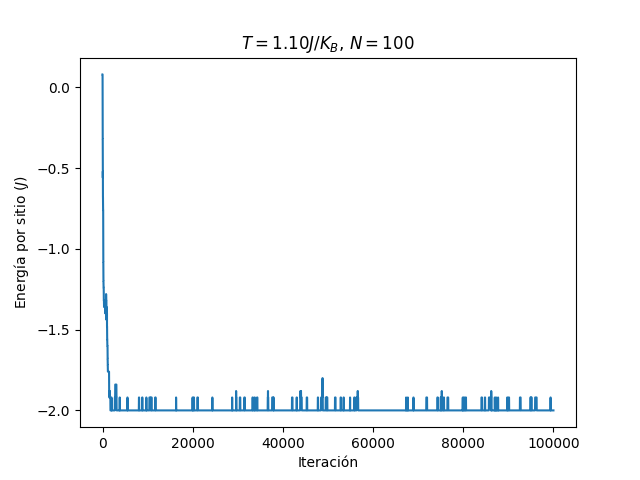 T = 1.10J/K_B, N = 100
0.0
−0.5
−1.0
−1.5
−2.0
Energía por sitio (J)
0 20000 40000 60000 80000 100000
Iteración